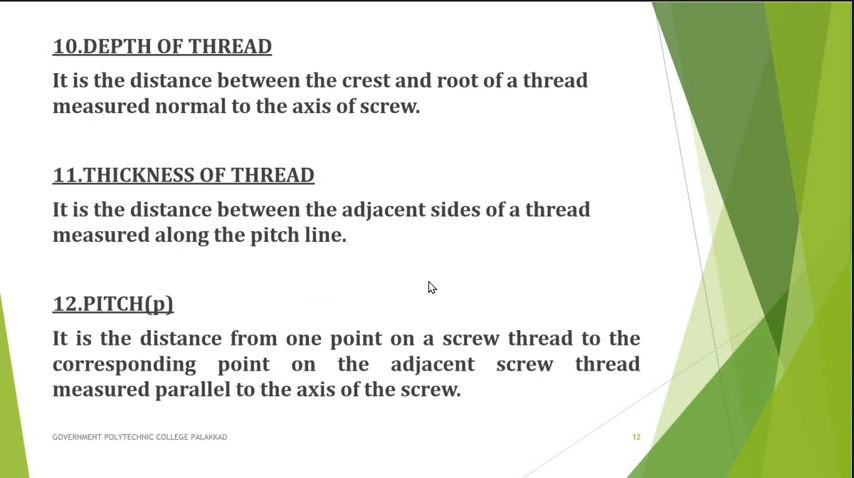 10.DEPTH OF THREAD
It is the distance between the crest and root of a thread
measured normal to the axis of screw.
11.THICKNESS OF THREAD
It is the distance between the adjacent sides of a thread
measured along the pitch line.
12.PITCH(p)
It is the distance from one point on a screw thread to the
corresponding point on the adjacent screw thread
measured parallel to the axis of the screw.
GOVERNMENT POLYTECHNIC COLLEGE PALAKKAD
12